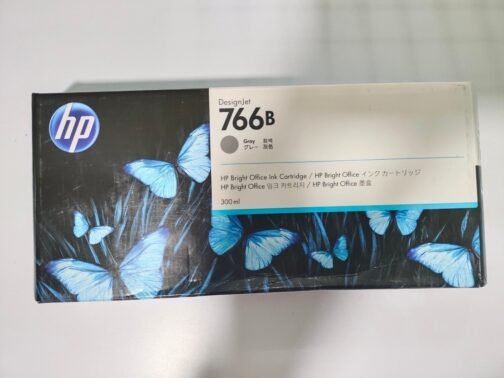 hp
DesignJet
766B
Gray 회색
グレー 灰色
HP Bright Office Ink Cartridge / HP Bright Office インク カートリッジ
HP Bright Office 잉크 카트리지 / HP Bright Office 墨盒
300 ml